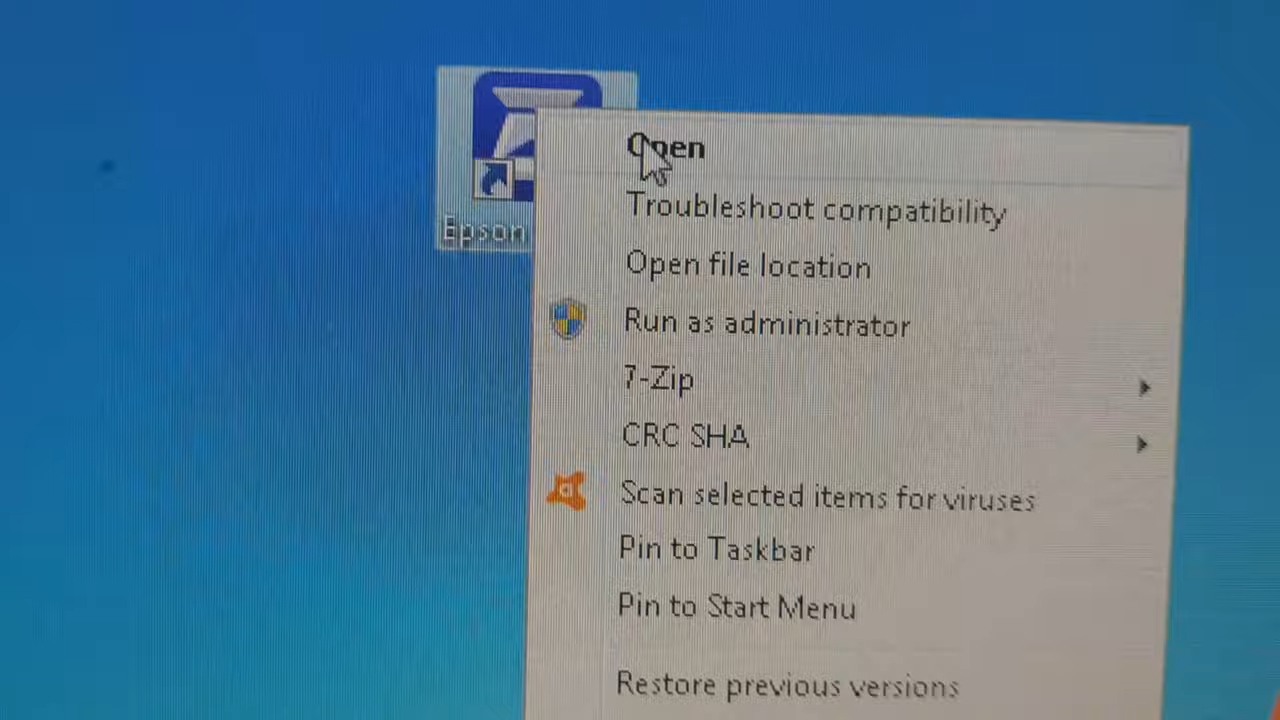 Epson
Open
Troubleshoot compatibility
Open file location
Run as administrator
7-Zip
CRC SHA
Scan selected items for viruses
Pin to Taskbar
Pin to Start Menu
Restore previous versions